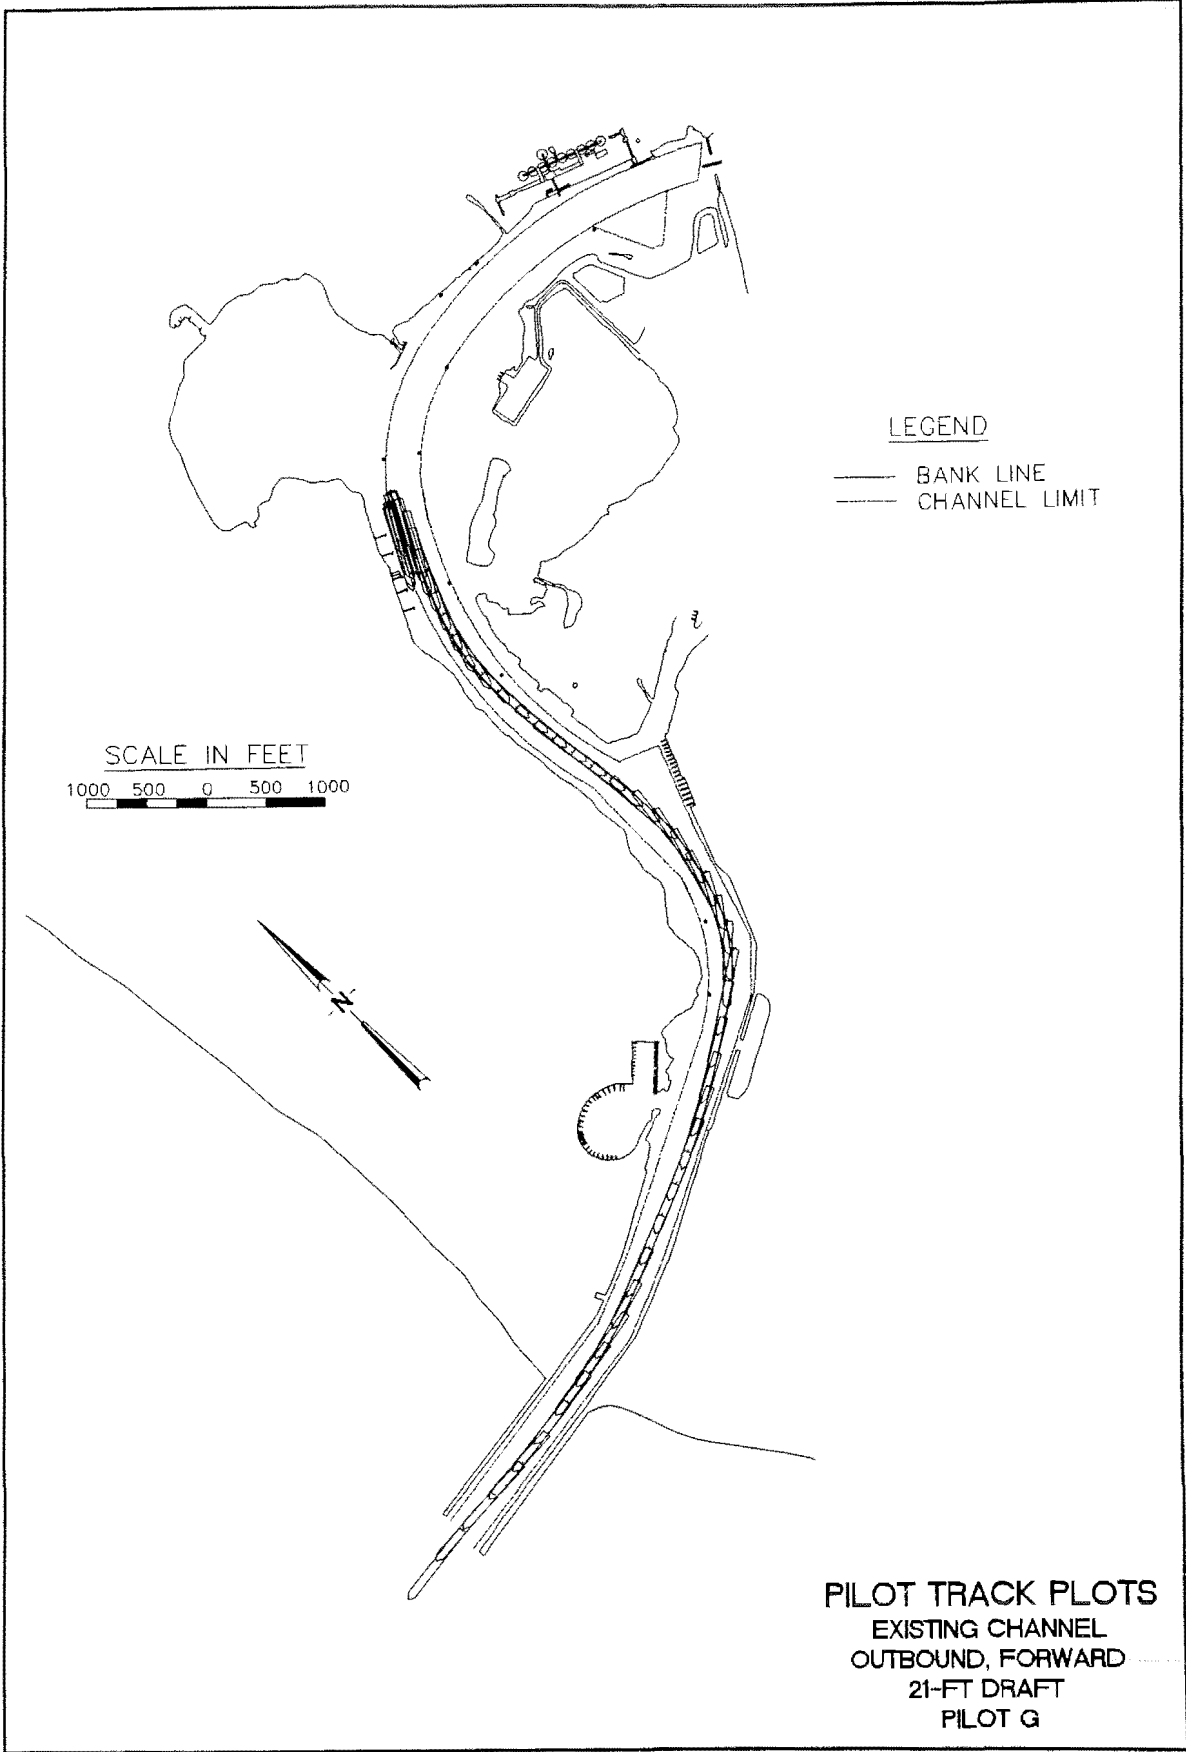 LEGEND
BANK LINE
CHANNEL LIMIT
SCALE IN FEET
1000 500 0 500 1000
N
PILOT TRACK PLOTS
EXISTING CHANNEL
OUTBOUND, FORWARD
21-FT DRAFT
PILOT G